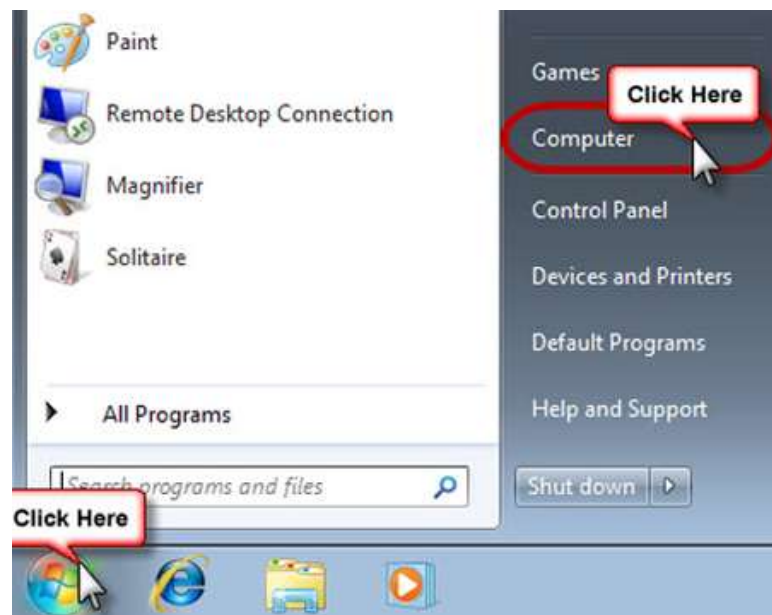 Paint
Remote Desktop Connection
Magnifier
Solitaire
All Programs
Search programs and files
Click Here
Games
Click Here
Computer
Control Panel
Devices and Printers
Default Programs
Help and Support
Shut down